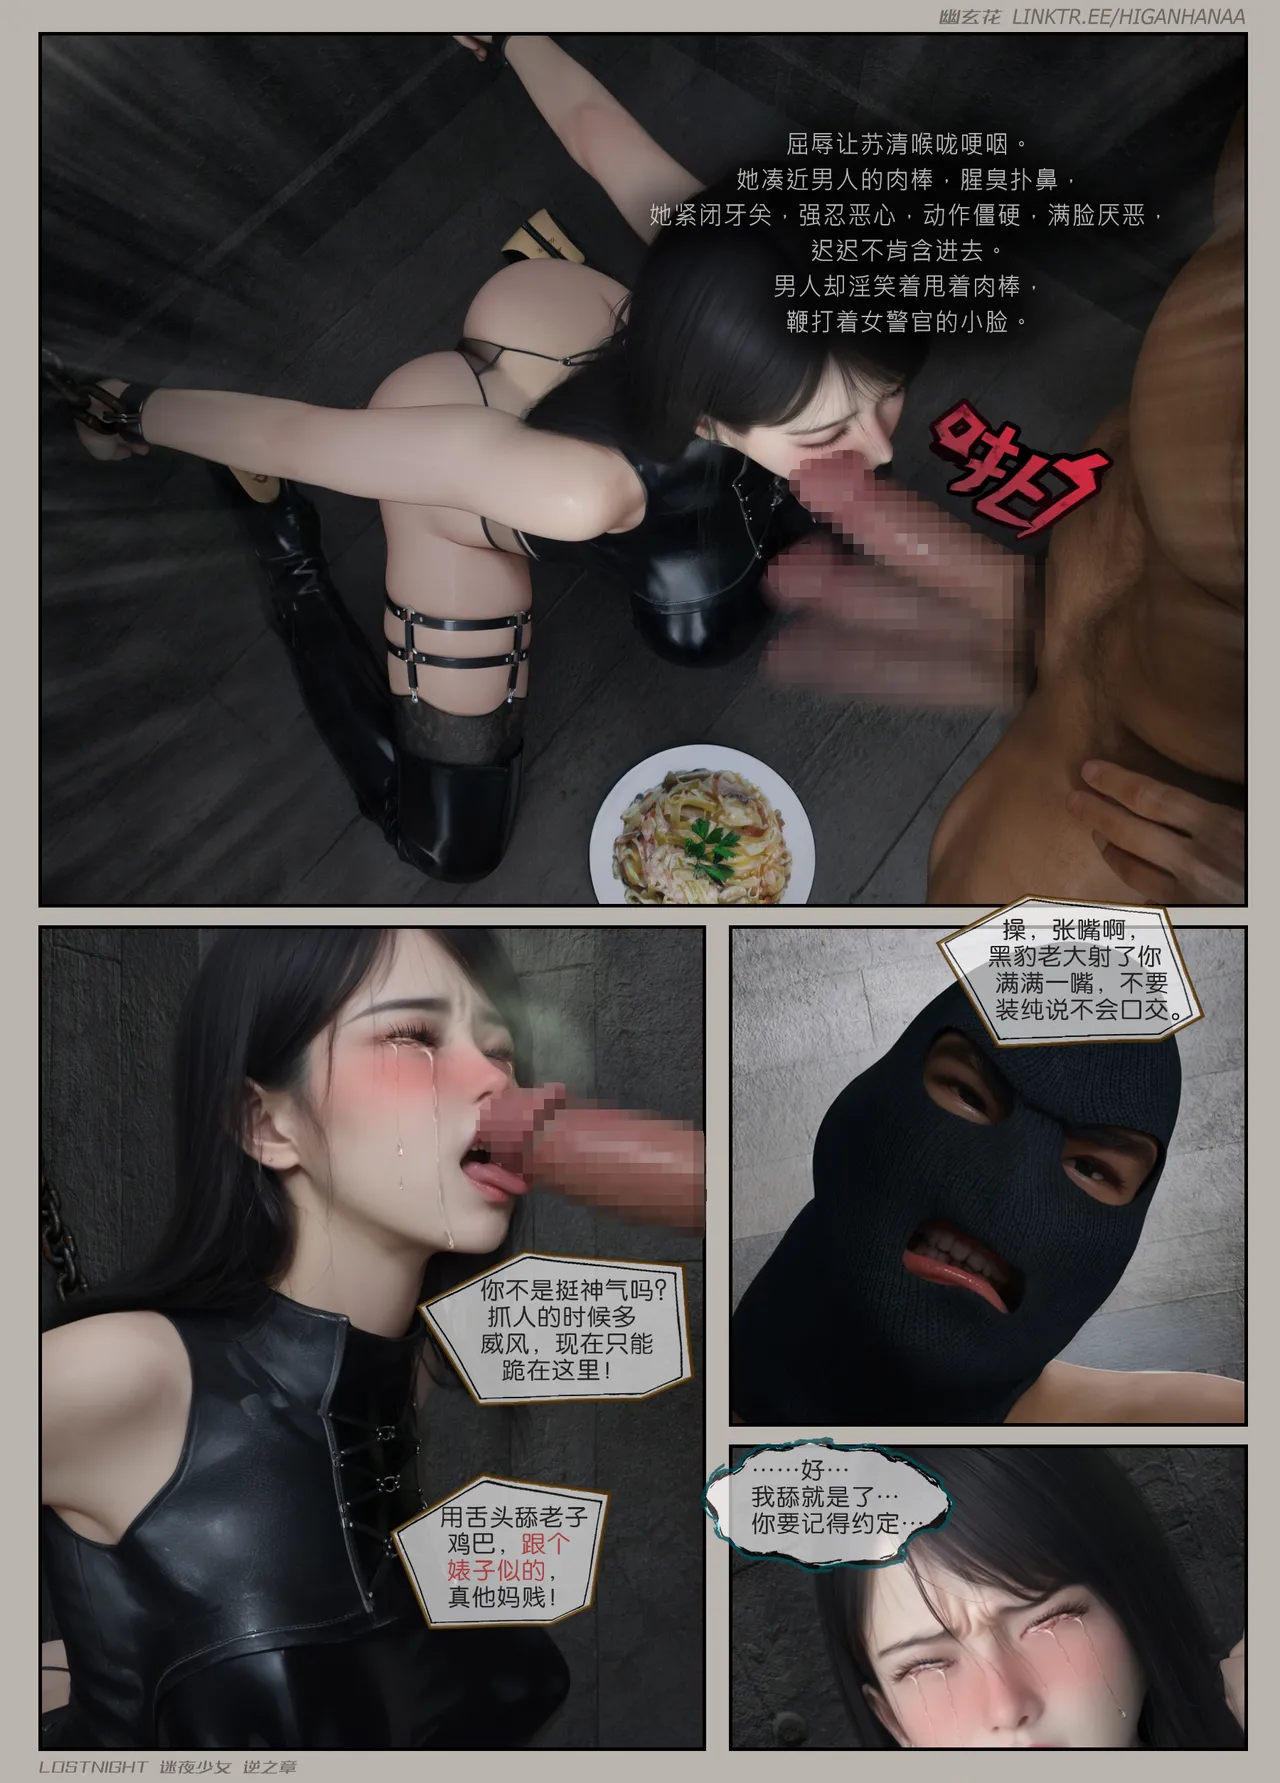 幽玄花 LINKTR.EE/HIGANHANAA
屈辱让苏清喉咙哽咽。
她凑近男人的肉棒，腥臭扑鼻，
她紧闭牙关，强忍恶心，动作僵硬，满脸厌恶，
迟迟不肯含进去。
男人却淫笑着甩着肉棒，
鞭打着女警官的小脸。
操，张嘴啊，
黑豹老大射了你
满满一嘴，不要
装纯说不会口交。
你不是挺神气吗？
抓人的时候多
威风，现在只能
跪在这里！
用舌头舔老子
鸡巴，跟个
婊子似的，
真他妈贱！
……好…
我舔就是了…
你要记得约定…
LOSTNIGHT 迷夜少女 逆之章